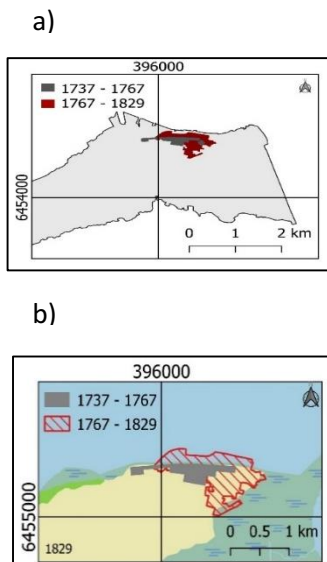 a)
396000
1737 - 1767
1767 - 1829
6454000
0 1 2 km
b)
396000
1737 - 1767
1767 - 1829
6455000
0 0.5 1 km
1829